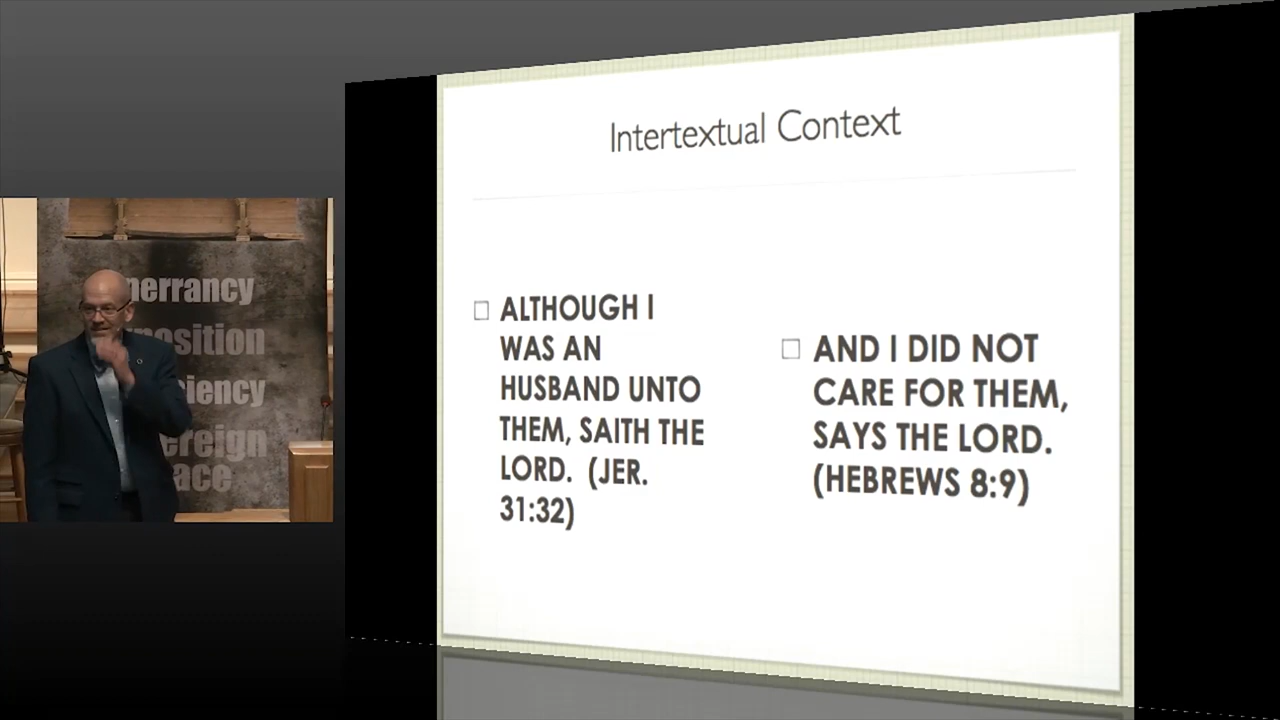 Intertextual Context
ALTHOUGH I
WAS AN
HUSBAND UNTO
THEM, SAITH THE
LORD. (JER.
31:32)
AND I DID NOT
CARE FOR THEM,
SAYS THE LORD.
(HEBREWS 8:9)